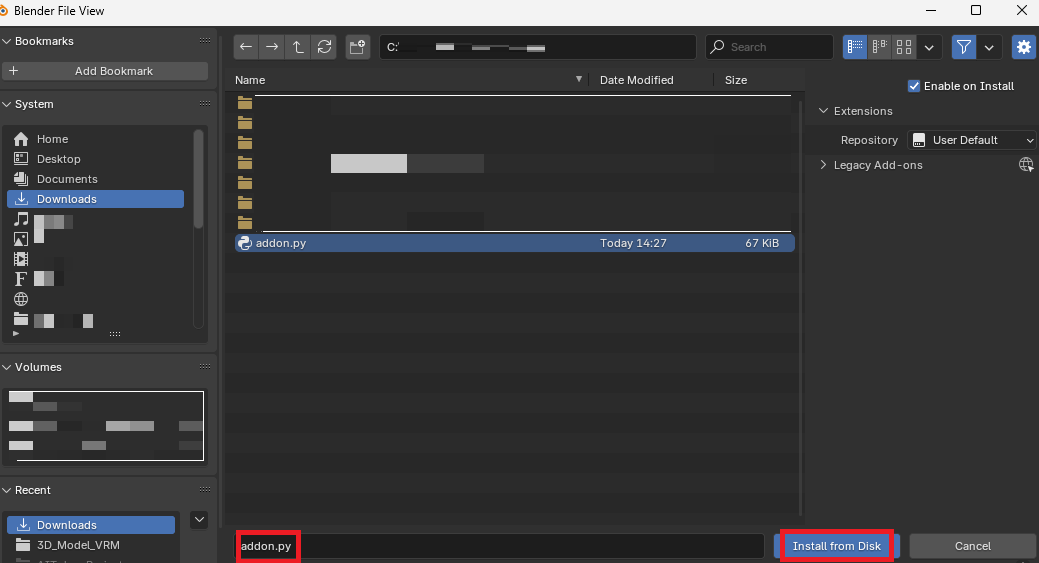 Blender File View
Bookmarks
Add Bookmark
System
Home
Desktop
Documents
Downloads
Volumes
Recent
Downloads
3D_Model_VRM
C:
Search
Name
Date Modified
Size
addon.py
Today 14:27
67 KiB
Enable on Install
Extensions
Repository
User Default
Legacy Add-ons
addon.py
Install from Disk
Cancel